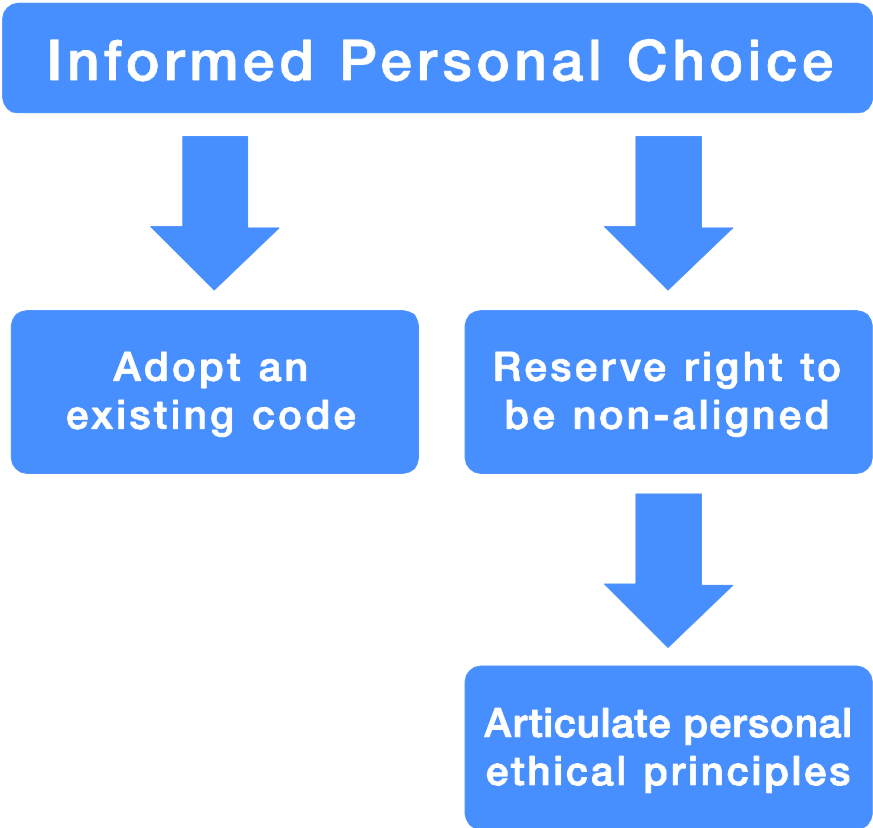 Informed Personal Choice
Adopt an
existing code
Reserve right to
be non-aligned
Articulate personal
ethical principles